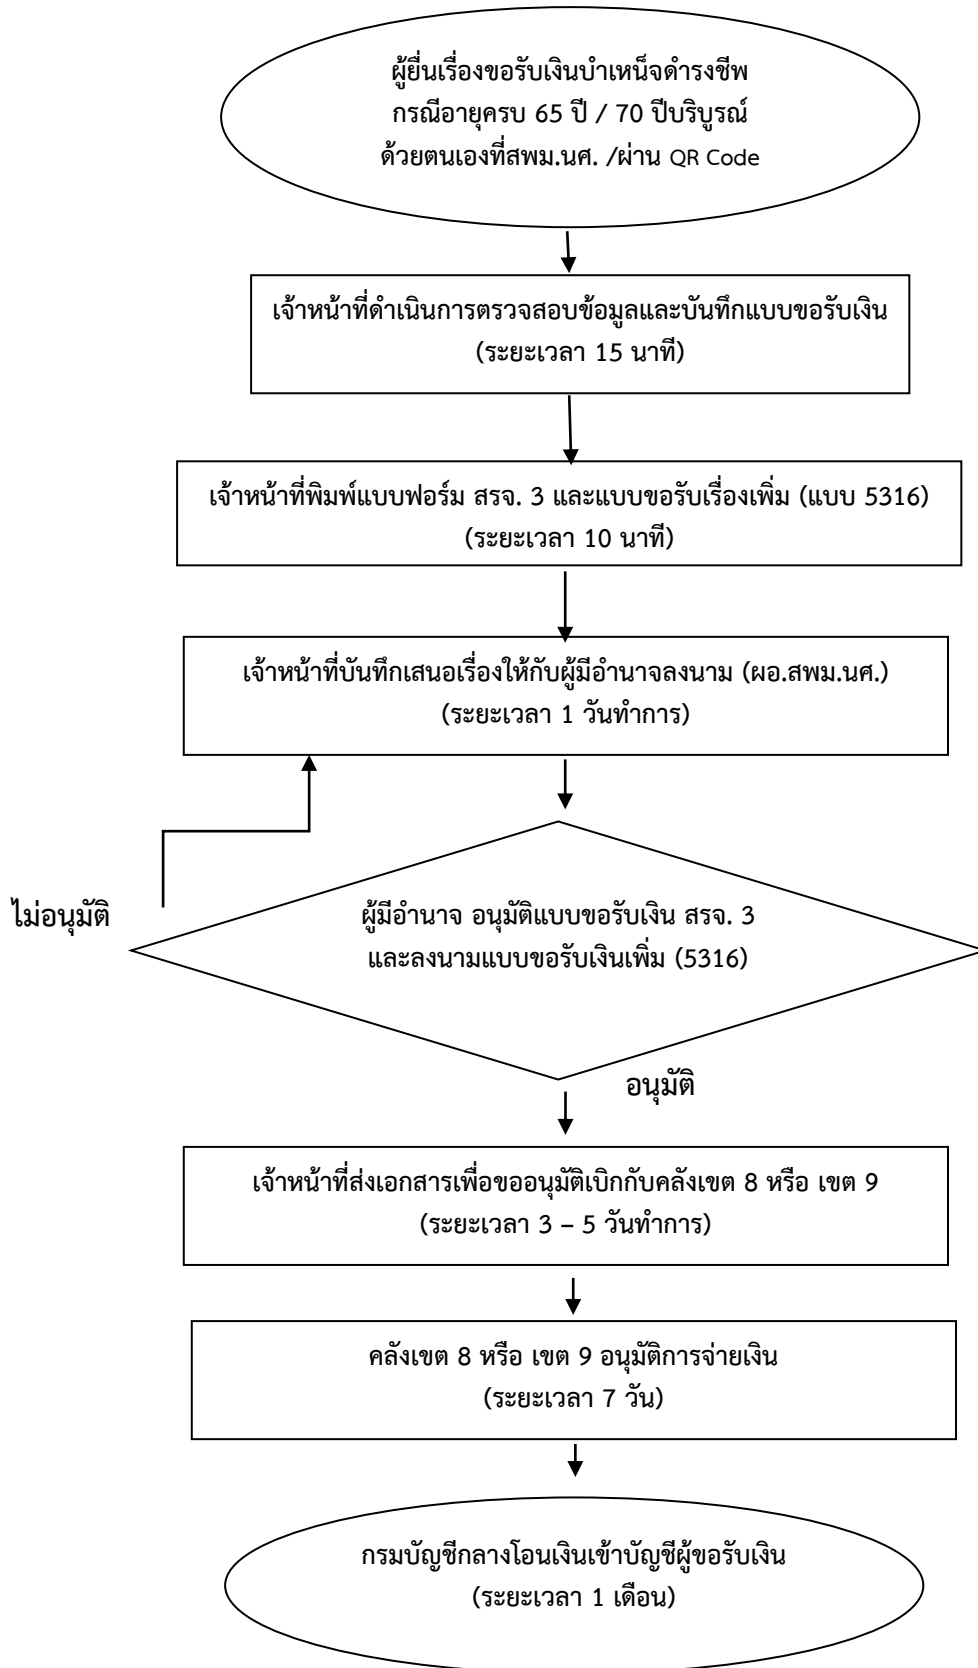 ผู้ยื่นเรื่องขอรับเงินบำเหน็จดำรงชีพ
กรณีอายุครบ 65 ปี / 70 ปีบริบูรณ์
ด้วยตนเองที่สพม.นศ. /ผ่าน QR Code
เจ้าหน้าที่ดำเนินการตรวจสอบข้อมูลและบันทึกแบบขอรับเงิน
(ระยะเวลา 15 นาที)
เจ้าหน้าที่พิมพ์แบบฟอร์ม สรจ. 3 และแบบขอรับเรื่องเพิ่ม (แบบ 5316)
(ระยะเวลา 10 นาที)
เจ้าหน้าที่บันทึกเสนอเรื่องให้กับผู้มีอำนาจลงนาม (ผอ.สพม.นศ.)
(ระยะเวลา 1 วันทำการ)
ไม่อนุมัติ
ผู้มีอำนาจ อนุมัติแบบขอรับเงิน สรจ. 3
และลงนามแบบขอรับเงินเพิ่ม (5316)
อนุมัติ
เจ้าหน้าที่ส่งเอกสารเพื่อขออนุมัติเบิกกับคลังเขต 8 หรือ เขต 9
(ระยะเวลา 3 – 5 วันทำการ)
คลังเขต 8 หรือ เขต 9 อนุมัติการจ่ายเงิน
(ระยะเวลา 7 วัน)
กรมบัญชีกลางโอนเงินเข้าบัญชีผู้ขอรับเงิน
(ระยะเวลา 1 เดือน)